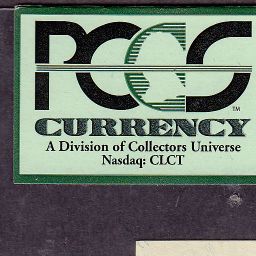 PCGS
™
CURRENCY
A Division of Collectors Universe
Nasdaq: CLCT